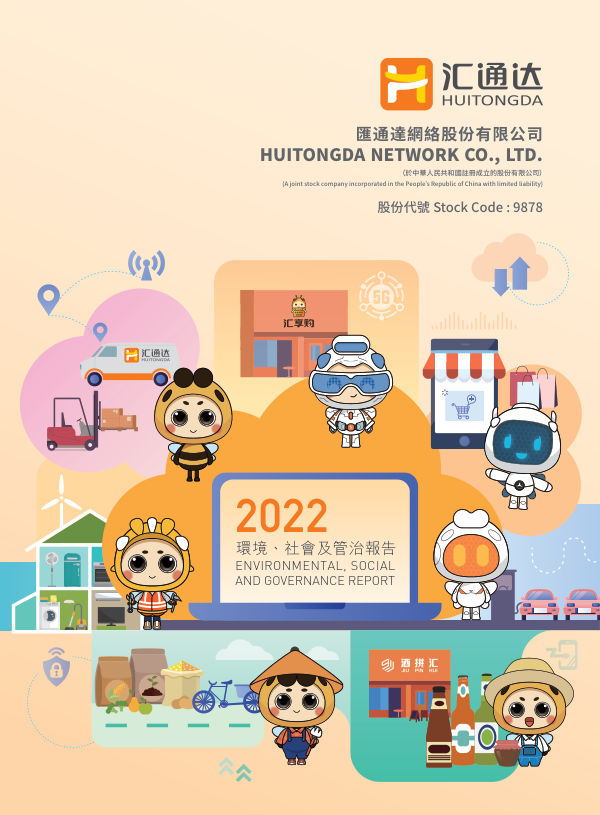 汇通达
HUITONGDA
匯通達網絡股份有限公司
HUITONGDA NETWORK CO., LTD.
（於中華人民共和國註冊成立的股份有限公司）
(A joint stock company incorporated in the People's Republic of China with limited liability)
股份代號 Stock Code : 9878
5G
汇享购
汇通达
HUITONGDA
2022
環境、社會及管治報告
ENVIRONMENTAL, SOCIAL
AND GOVERNANCE REPORT
酒拼汇
JIU PIN HUI